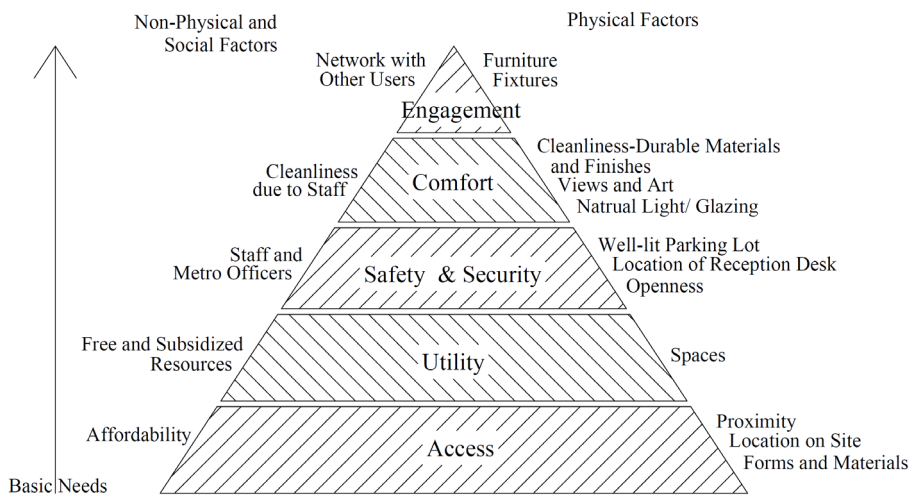 Non-Physical and
Social Factors
Physical Factors
Network with
Other Users
Furniture
Fixtures
Engagement
Cleanliness
due to Staff
Comfort
Cleanliness-Durable Materials
and Finishes
Views and Art
Natrual Light/ Glazing
Staff and
Metro Officers
Safety & Security
Well-lit Parking Lot
Location of Reception Desk
Openness
Free and Subsidized
Resources
Utility
Spaces
Affordability
Access
Proximity
Location on Site
Forms and Materials
Basic Needs